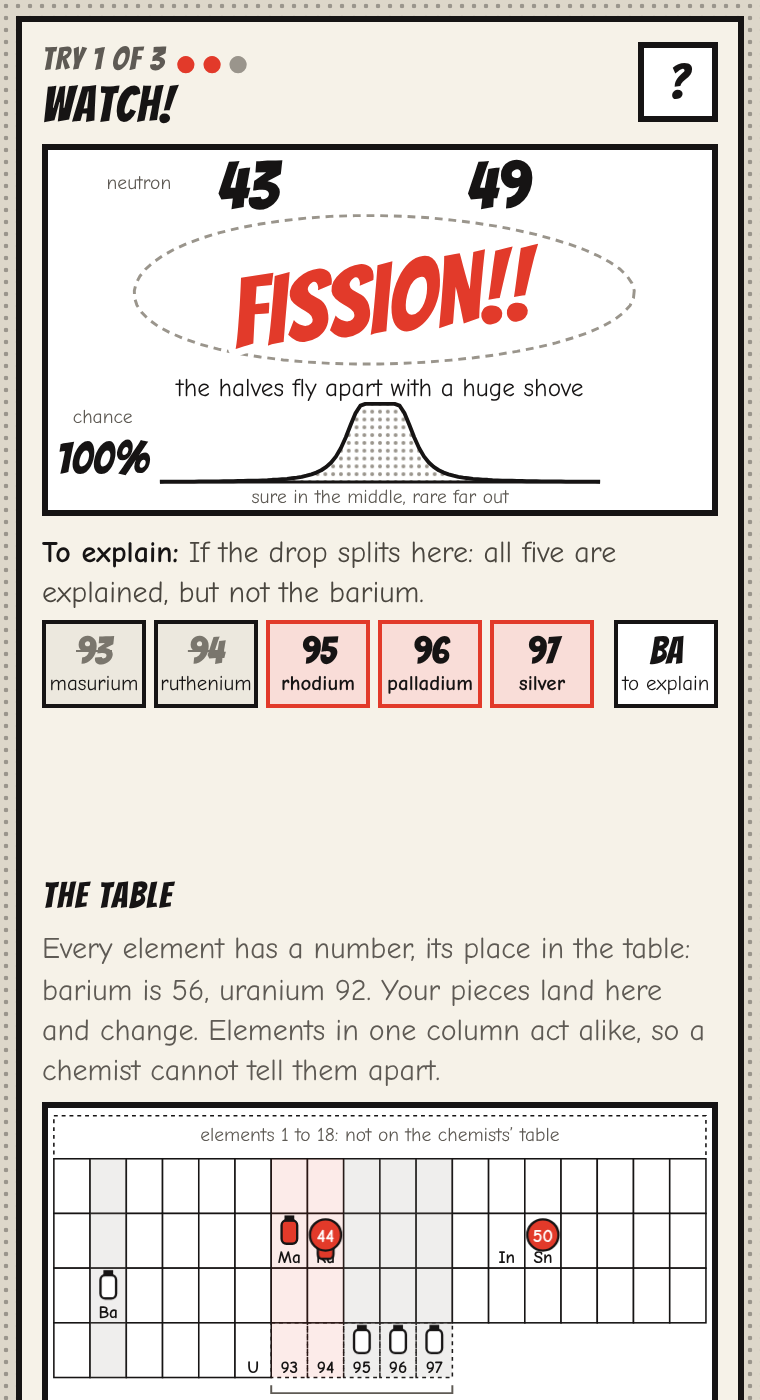 TRY 1 OF 3
WATCH!
?
neutron
43
49
FISSION!!
the halves fly apart with a huge shove
chance
100%
sure in the middle, rare far out
To explain: If the drop splits here: all five are
explained, but not the barium.
93
masurium
94
ruthenium
95
rhodium
96
palladium
97
silver
BA
to explain
THE TABLE
Every element has a number, its place in the table:
barium is 56, uranium 92. Your pieces land here
and change. Elements in one column act alike, so a
chemist cannot tell them apart.
elements 1 to 18: not on the chemists' table
44
50
Ma
In
Sn
Ba
U
93
94
95
96
97